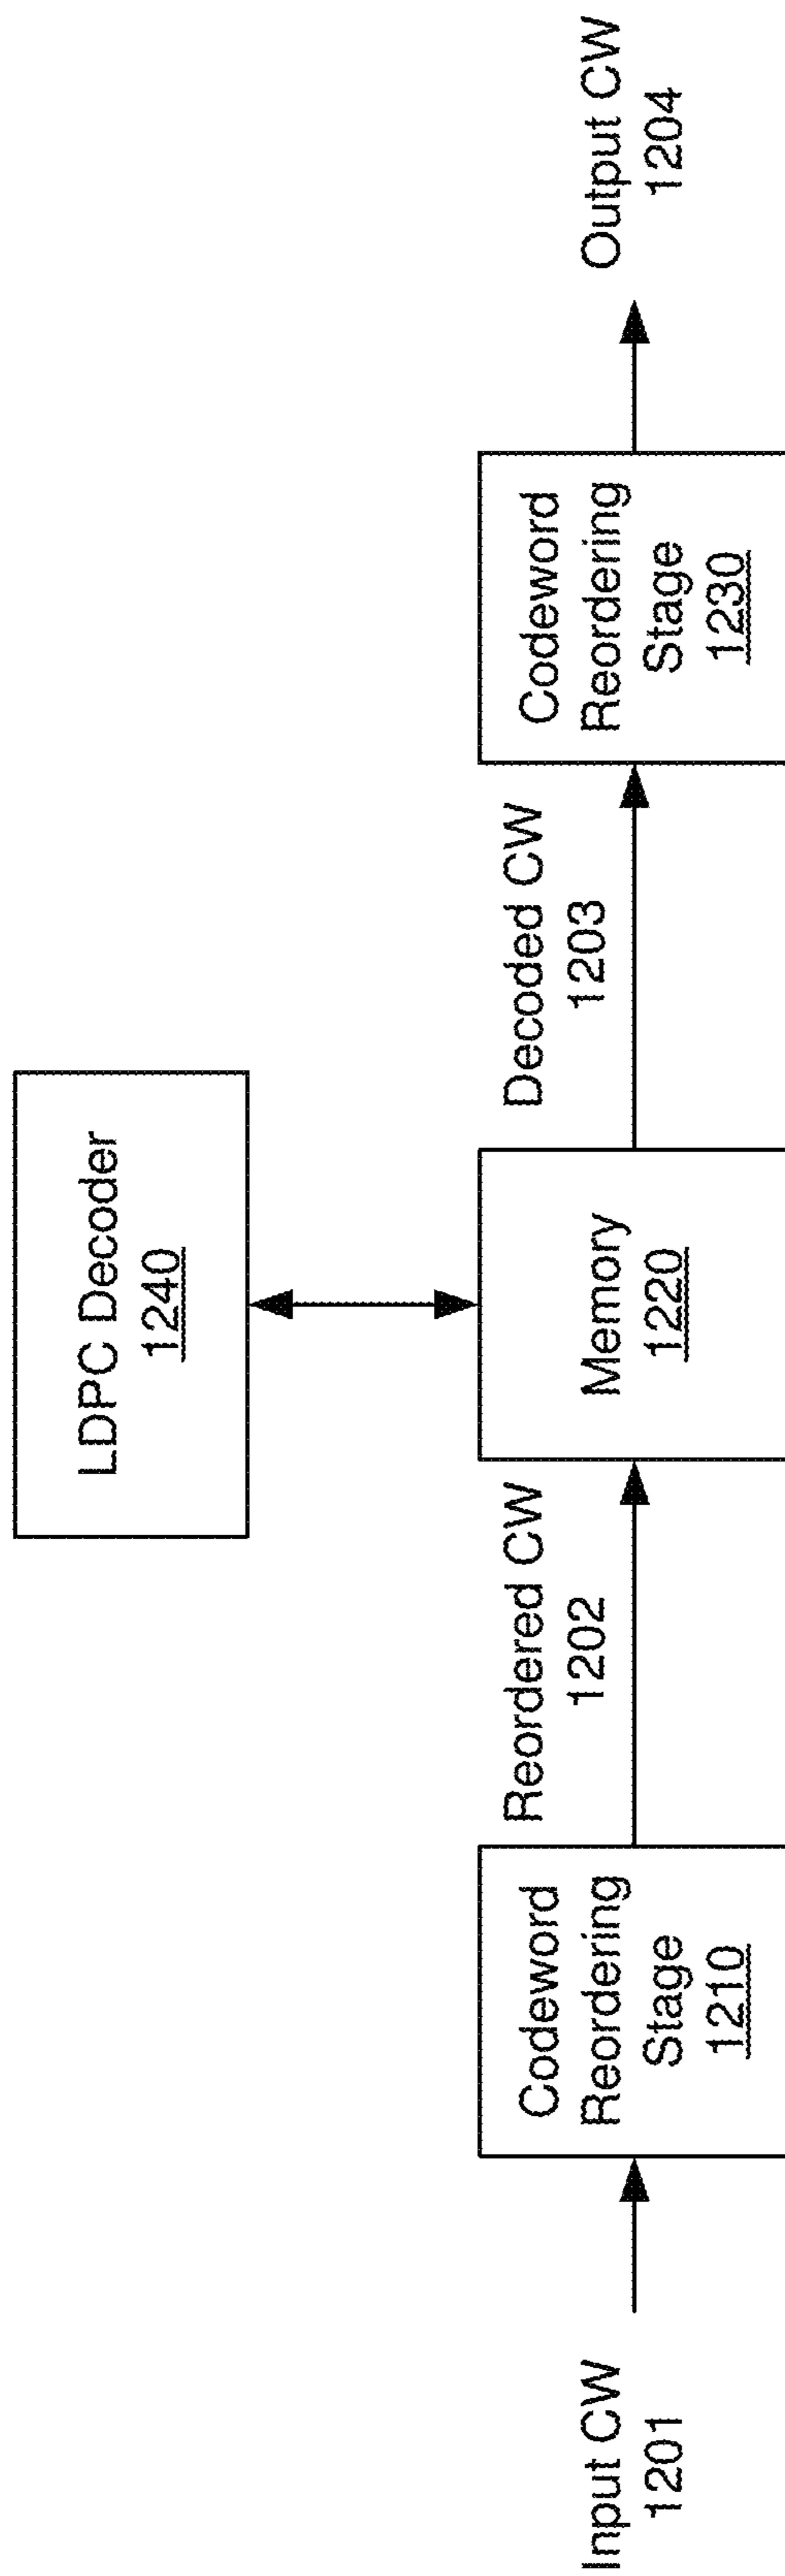 LDPC Decoder
1240
Input CW
1201
Codeword
Reordering
Stage
1210
Reordered CW
1202
Memory
1220
Decoded CW
1203
Codeword
Reordering
Stage
1230
Output CW
1204